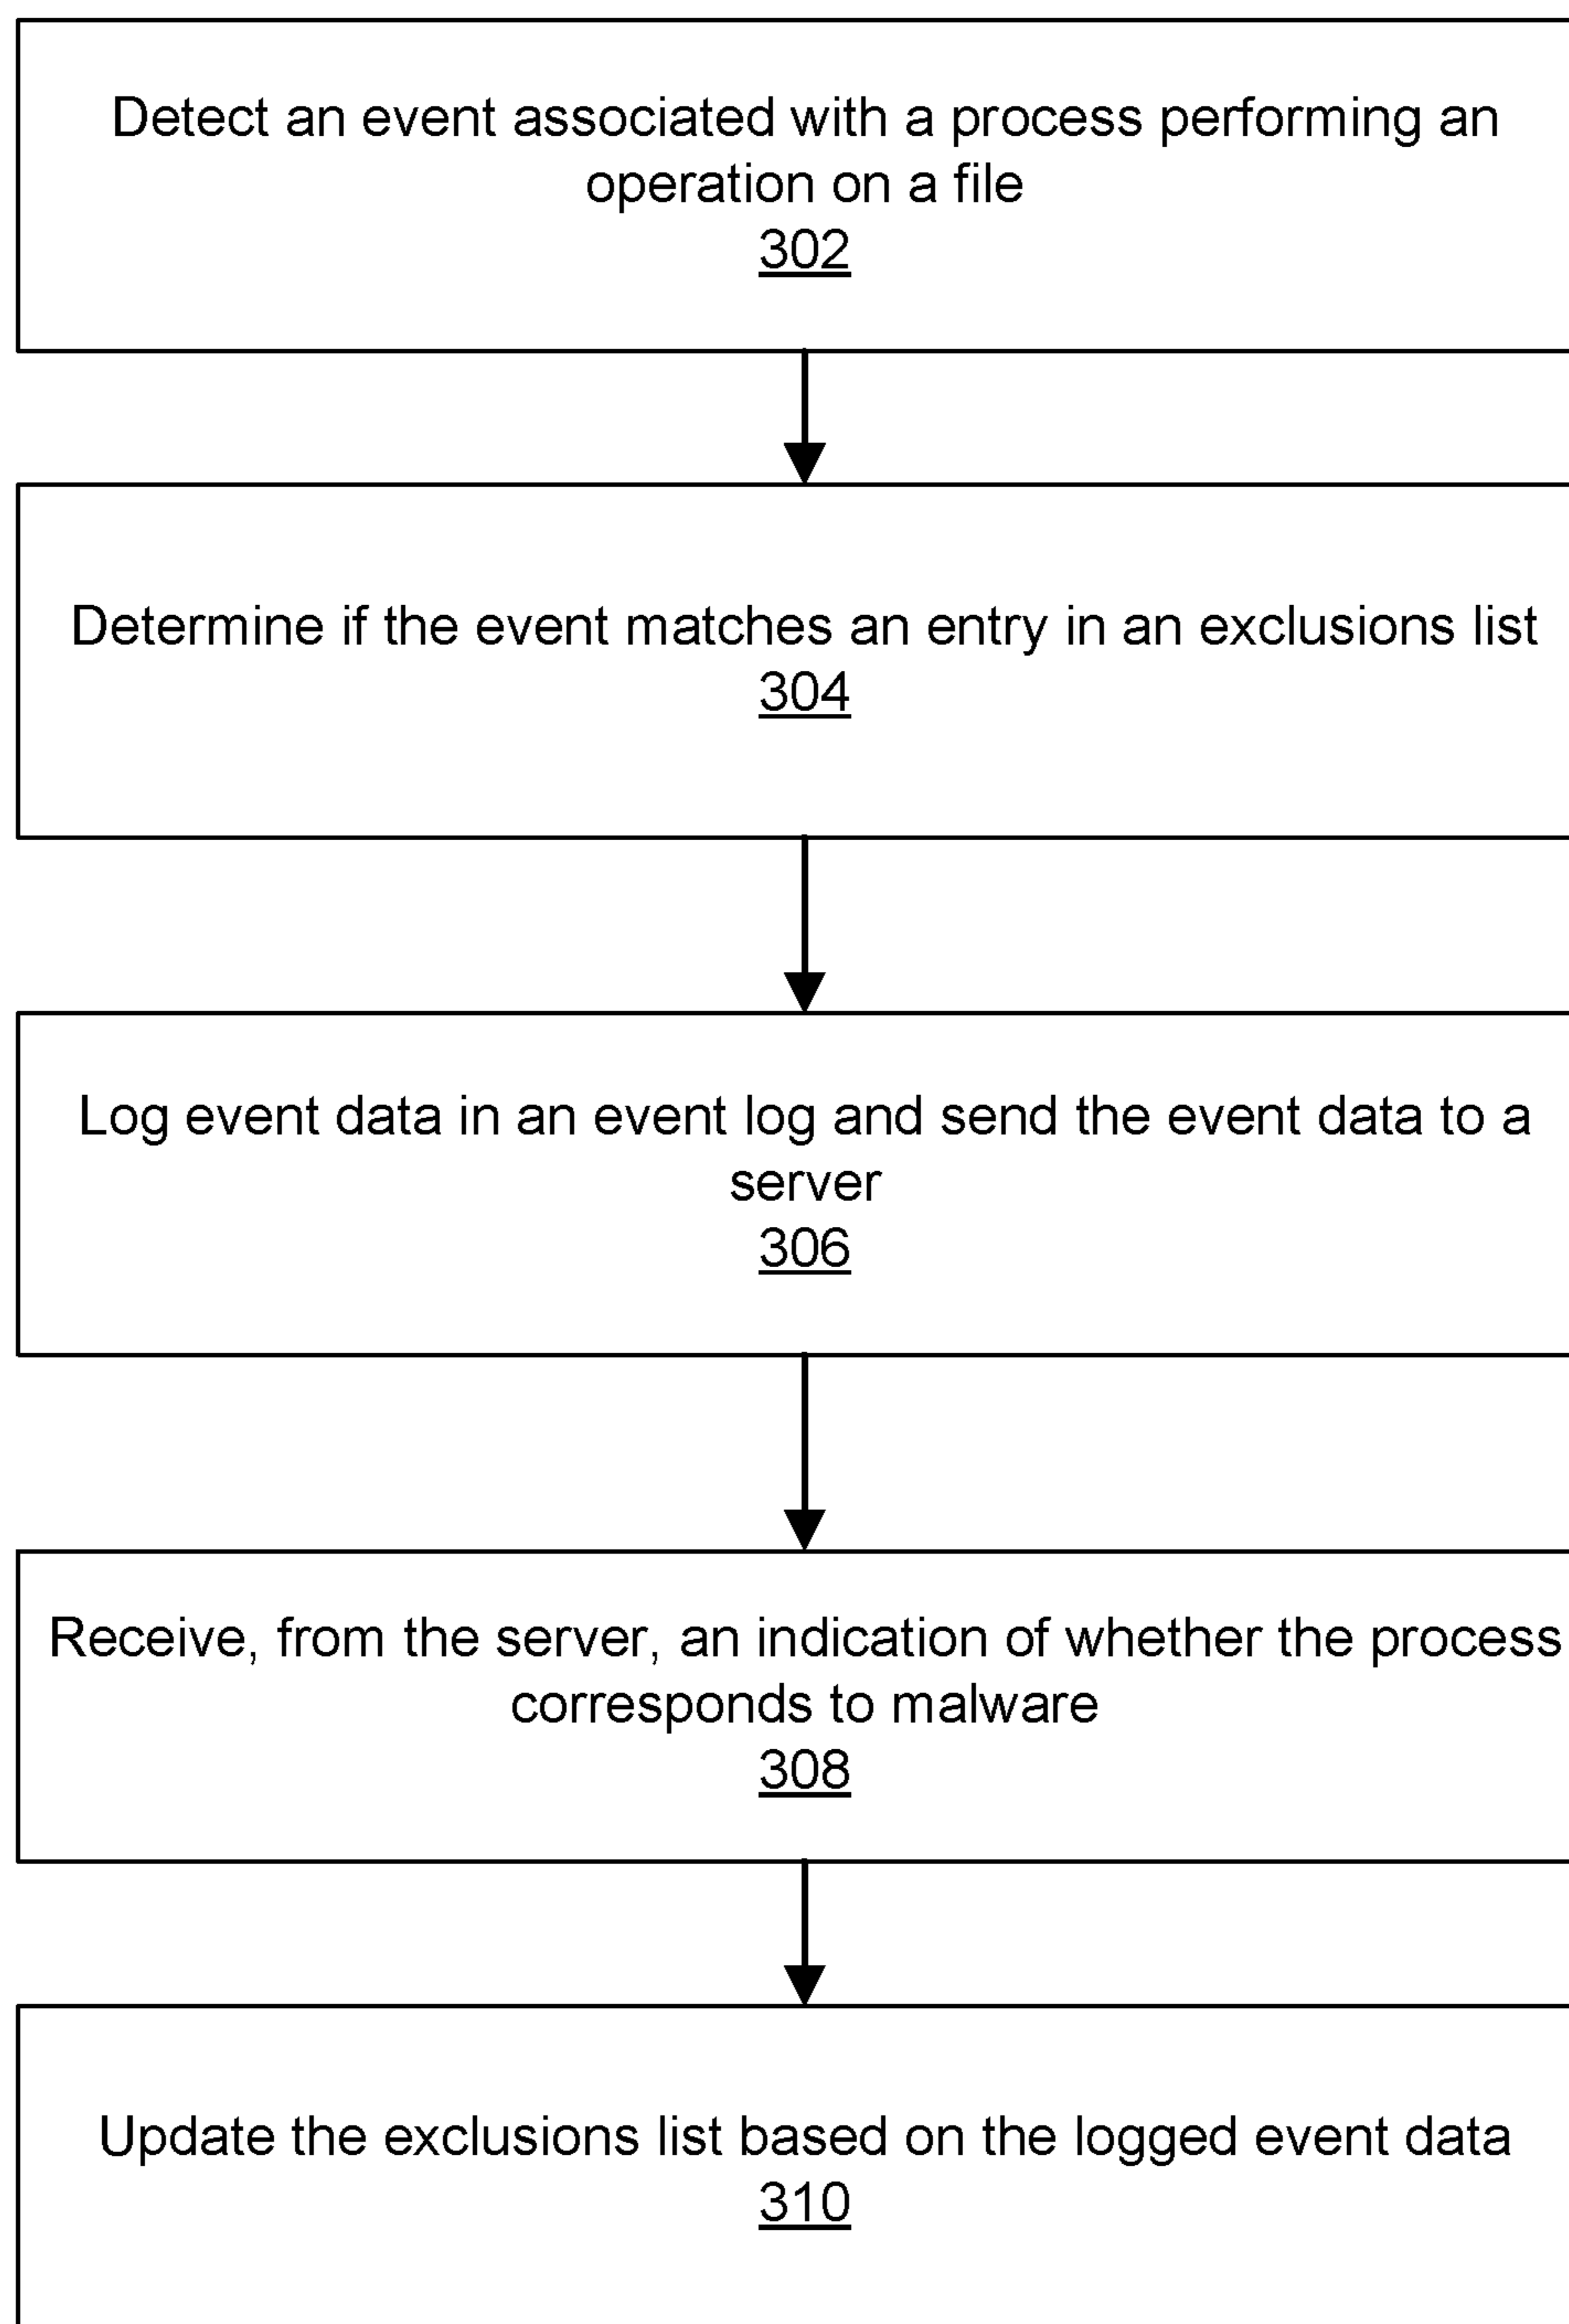 Detect an event associated with a process performing an
operation on a file
302
Determine if the event matches an entry in an exclusions list
304
Log event data in an event log and send the event data to a
server
306
Receive, from the server, an indication of whether the process
corresponds to malware
308
Update the exclusions list based on the logged event data
310